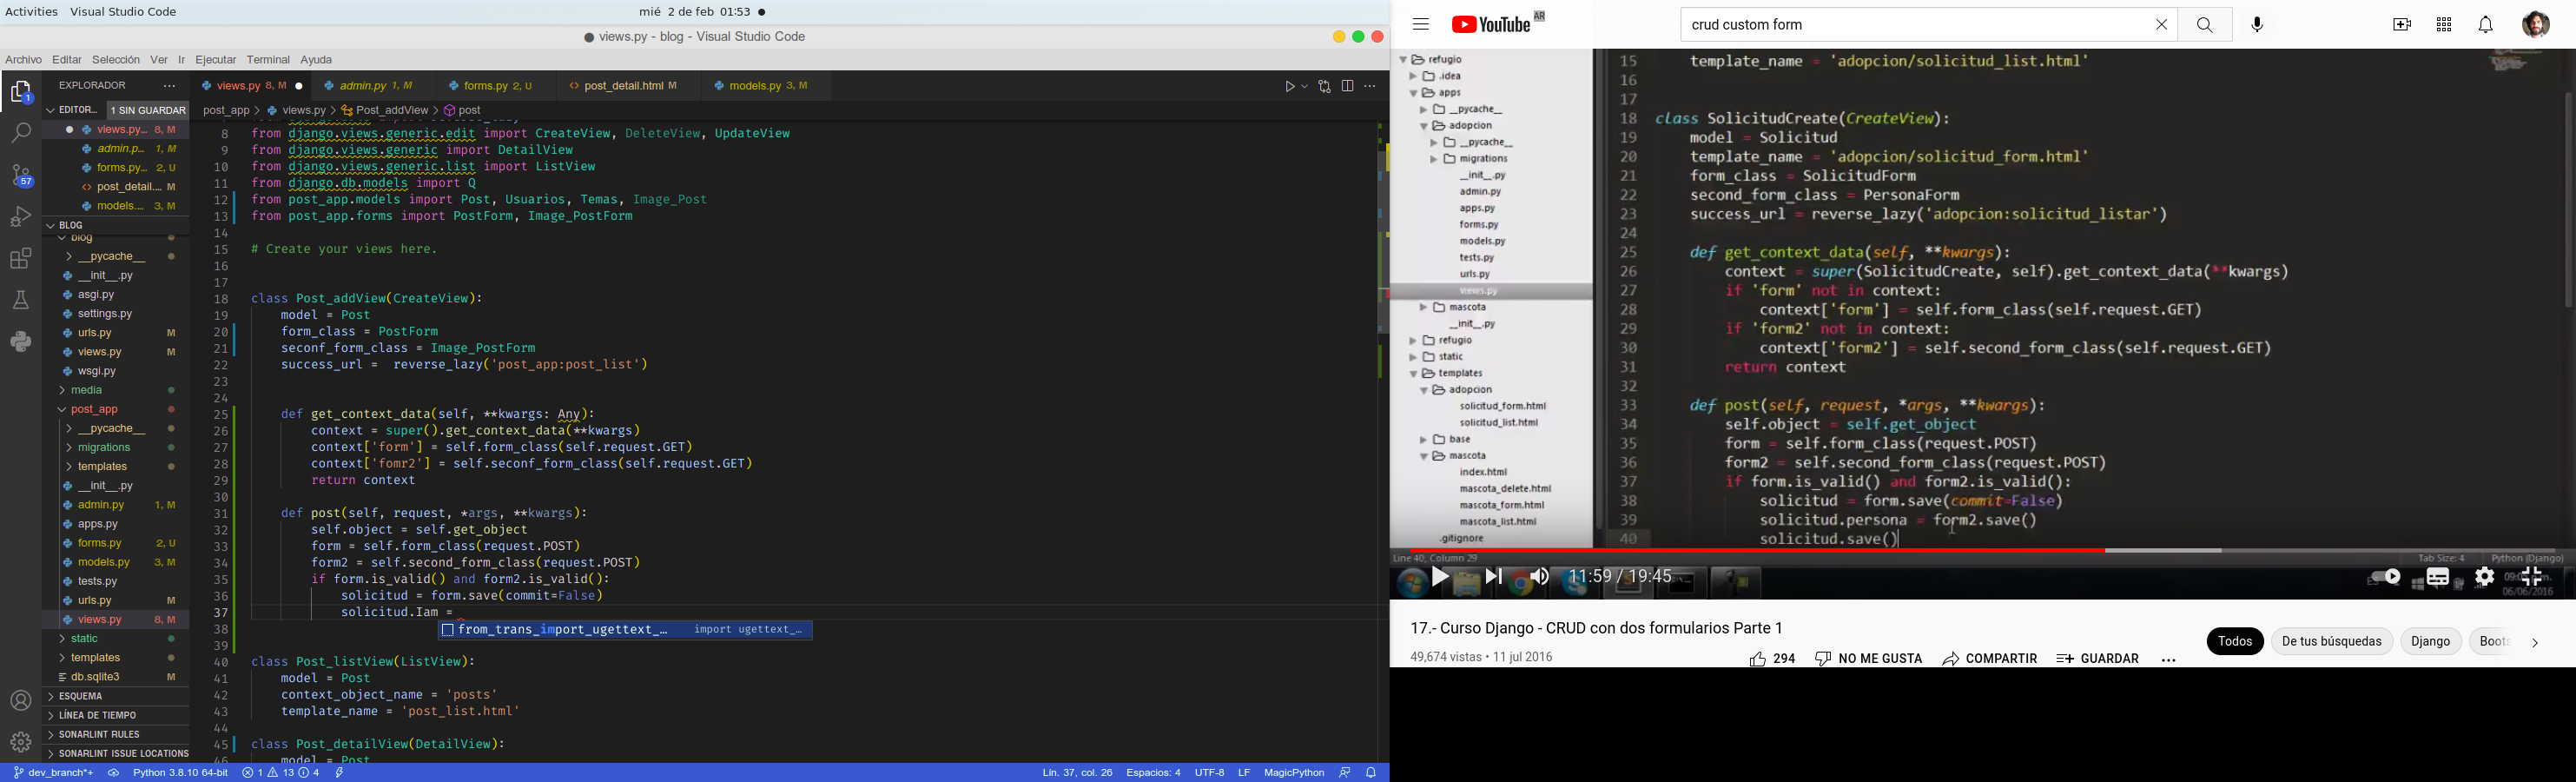 Activities Visual Studio Code mié 2 de feb 01:53
views.py - blog - Visual Studio Code
Archivo Editar Selección Ver Ir Ejecutar Terminal Ayuda
EXPLORADOR
EDITOR... 1 SIN GUARDAR
views.py... 8, M
admin.p... 1, M
forms.py... 2, U
post_detail.... M
models.... 3, M
BLOG
blog
__pycache__
__init__.py
asgi.py
settings.py
urls.py M
views.py M
wsgi.py
media
post_app
__pycache__
migrations
templates
__init__.py
admin.py 1, M
apps.py
forms.py 2, U
models.py 3, M
tests.py
urls.py M
views.py 8, M
static
templates
db.sqlite3 M
ESQUEMA
LÍNEA DE TIEMPO
SONARLINT RULES
SONARLINT ISSUE LOCATIONS
1
57
views.py 8, M admin.py 1, M forms.py 2, U post_detail.html M models.py 3, M
post_app > views.py > Post_addView > post
8 from django.views.generic.edit import CreateView, DeleteView, UpdateView
9 from django.views.generic import DetailView
10 from django.views.generic.list import ListView
11 from django.db.models import Q
12 from post_app.models import Post, Usuarios, Temas, Image_Post
13 from post_app.forms import PostForm, Image_PostForm
14
15 # Create your views here.
16
17
18 class Post_addView(CreateView):
19 model = Post
20 form_class = PostForm
21 seconf_form_class = Image_PostForm
22 success_url =  reverse_lazy('post_app:post_list')
23
24
25 def get_context_data(self, **kwargs: Any):
26 context = super().get_context_data(**kwargs)
27 context['form'] = self.form_class(self.request.GET)
28 context['fomr2'] = self.seconf_form_class(self.request.GET)
29 return context
30
31 def post(self, request, *args, **kwargs):
32 self.object = self.get_object
33 form = self.form_class(request.POST)
34 form2 = self.second_form_class(request.POST)
35 if form.is_valid() and form2.is_valid():
36 solicitud = form.save(commit=False)
37 solicitud.Iam =
38 from_trans_import_ugettext_... import ugettext_...
39
40 class Post_listView(ListView):
41 model = Post
42 context_object_name = 'posts'
43 template_name = 'post_list.html'
44
45 class Post_detailView(DetailView):
model = Post
dev_branch*+ Python 3.8.10 64-bit 1 13 4 Lín. 37, col. 26 Espacios: 4 UTF-8 LF MagicPython
YouTube AR crud custom form
refugio
.idea
apps
__pycache__
adopcion
__pycache__
migrations
__init__.py
admin.py
apps.py
forms.py
models.py
tests.py
urls.py
views.py
mascota
__init__.py
refugio
static
templates
adopcion
solicitud_form.html
solicitud_list.html
base
mascota
index.html
mascota_delete.html
mascota_form.html
mascota_list.html
.gitignore
15 template_name = 'adopcion/solicitud_list.html'
16
17
18 class SolicitudCreate(CreateView):
19 model = Solicitud
20 template_name = 'adopcion/solicitud_form.html'
21 form_class = SolicitudForm
22 second_form_class = PersonaForm
23 success_url = reverse_lazy('adopcion:solicitud_listar')
24
25 def get_context_data(self, **kwargs):
26 context = super(SolicitudCreate, self).get_context_data(**kwargs)
27 if 'form' not in context:
28 context['form'] = self.form_class(self.request.GET)
29 if 'form2' not in context:
30 context['form2'] = self.second_form_class(self.request.GET)
31 return context
32
33 def post(self, request, *args, **kwargs):
34 self.object = self.get_object
35 form = self.form_class(request.POST)
36 form2 = self.second_form_class(request.POST)
37 if form.is_valid() and form2.is_valid():
38 solicitud = form.save(commit=False)
39 solicitud.persona = form2.save()
40 solicitud.save()
Line 40, Column 29 Tab Size: 4 Python (Django)
11:59 / 19:45
06/06/2016
17.- Curso Django - CRUD con dos formularios Parte 1
49,674 vistas • 11 jul 2016
294 NO ME GUSTA COMPARTIR GUARDAR
Todos De tus búsquedas Django Boots